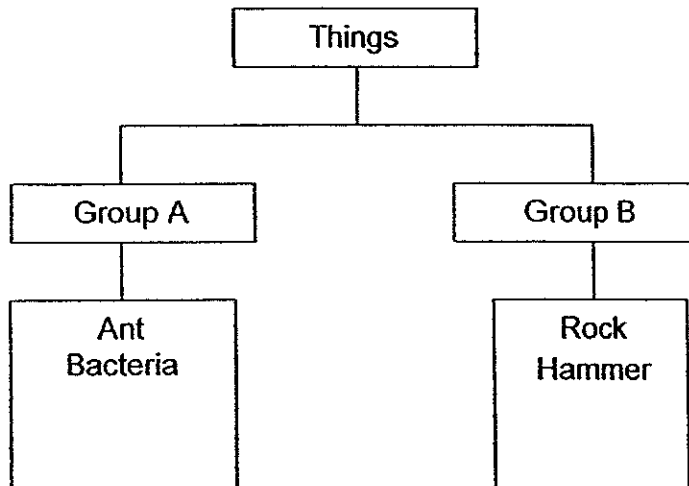 Things
Group A
Group B
Ant
Bacteria
Rock
Hammer